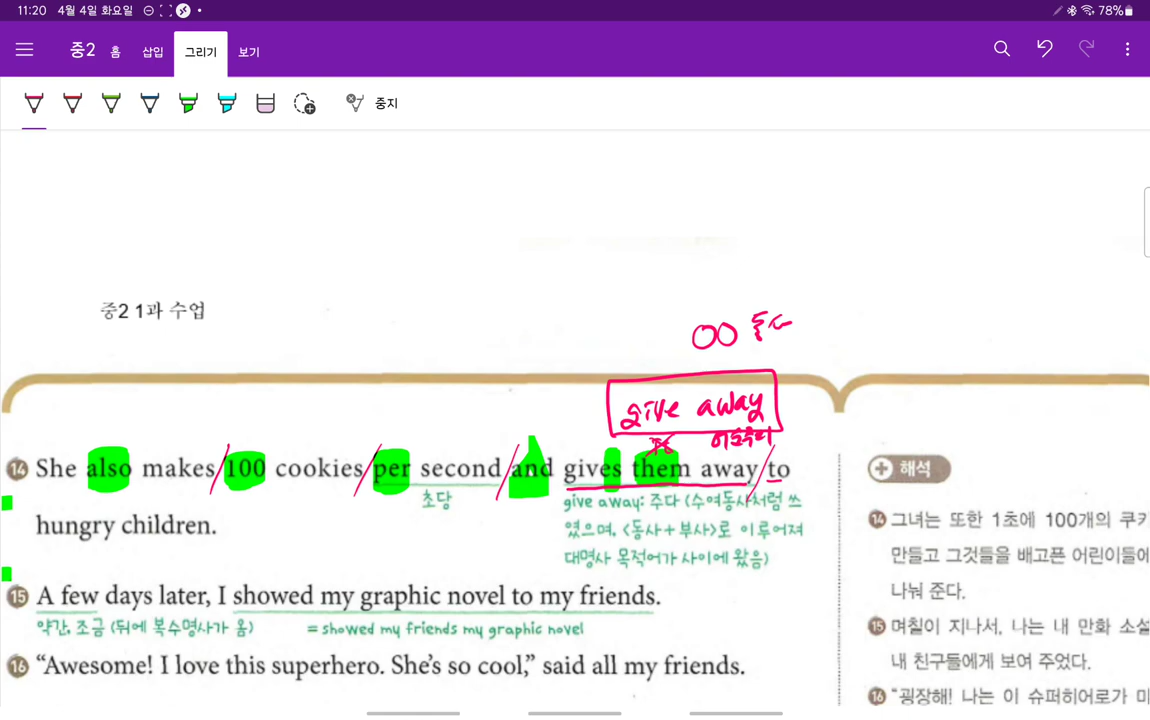 11:20 4월 4일 화요일 78%
중2 홈 삽입 그리기 보기
중지
중2 1과 수업
give away
이어동사
⑭ She also makes 100 cookies per second and gives them away to
초당
give away: 주다 (수여동사처럼 쓰
였으며, <동사+부사>로 이루어져
대명사 목적어가 사이에 왔음)
hungry children.
⑮ A few days later, I showed my graphic novel to my friends.
약간, 조금 (뒤에 복수명사가 옴) = showed my friends my graphic novel
⑯ “Awesome! I love this superhero. She’s so cool,” said all my friends.
해석
⑭ 그녀는 또한 1초에 100개의 쿠키
만들고 그것들을 배고픈 어린이들에
나눠 준다.
⑮ 며칠이 지나서, 나는 내 만화 소설
내 친구들에게 보여 주었다.
⑯ “굉장해! 나는 이 슈퍼히어로가 미